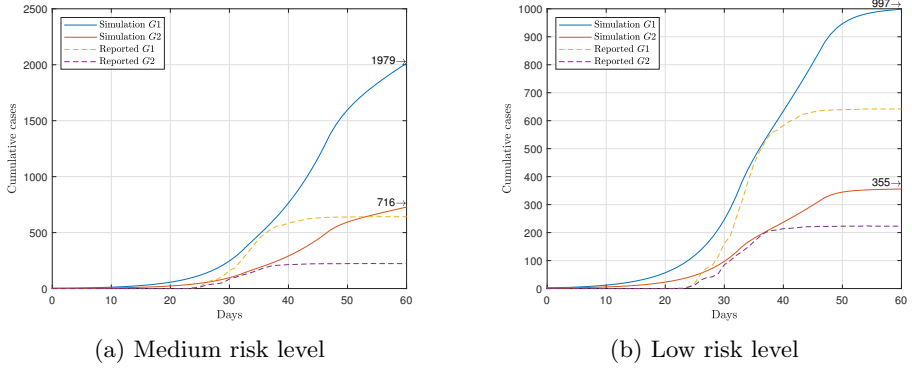 2500
2000
1500
1000
500
0
Cumulative cases
Simulation G1
Simulation G2
Reported G1
Reported G2
1979→
716→
0 10 20 30 40 50 60
Days
(a) Medium risk level
1000
900
800
700
600
500
400
300
200
100
0
Cumulative cases
Simulation G1
Simulation G2
Reported G1
Reported G2
997→
355→
0 10 20 30 40 50 60
Days
(b) Low risk level